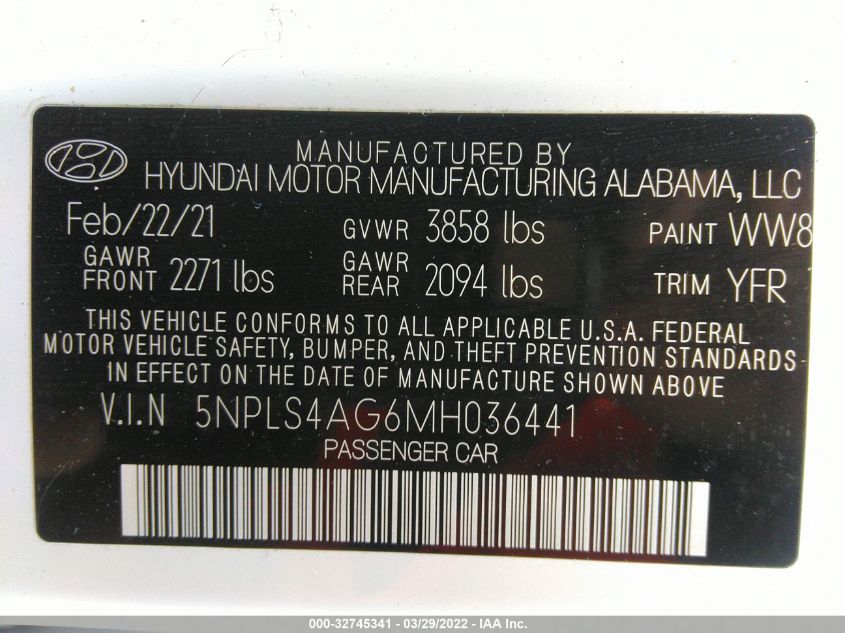 MANUFACTURED BY
HYUNDAI MOTOR MANUFACTURING ALABAMA, LLC
Feb/22/21 GVWR 3858 lbs PAINT WW8
GAWR FRONT 2271 lbs GAWR REAR 2094 lbs TRIM YFR
THIS VEHICLE CONFORMS TO ALL APPLICABLE U.S.A. FEDERAL
MOTOR VEHICLE SAFETY, BUMPER, AND THEFT PREVENTION STANDARDS
IN EFFECT ON THE DATE OF MANUFACTURE SHOWN ABOVE
V.I.N 5NPLS4AG6MH036441
PASSENGER CAR
000-32745341 - 03/29/2022 - IAA Inc.